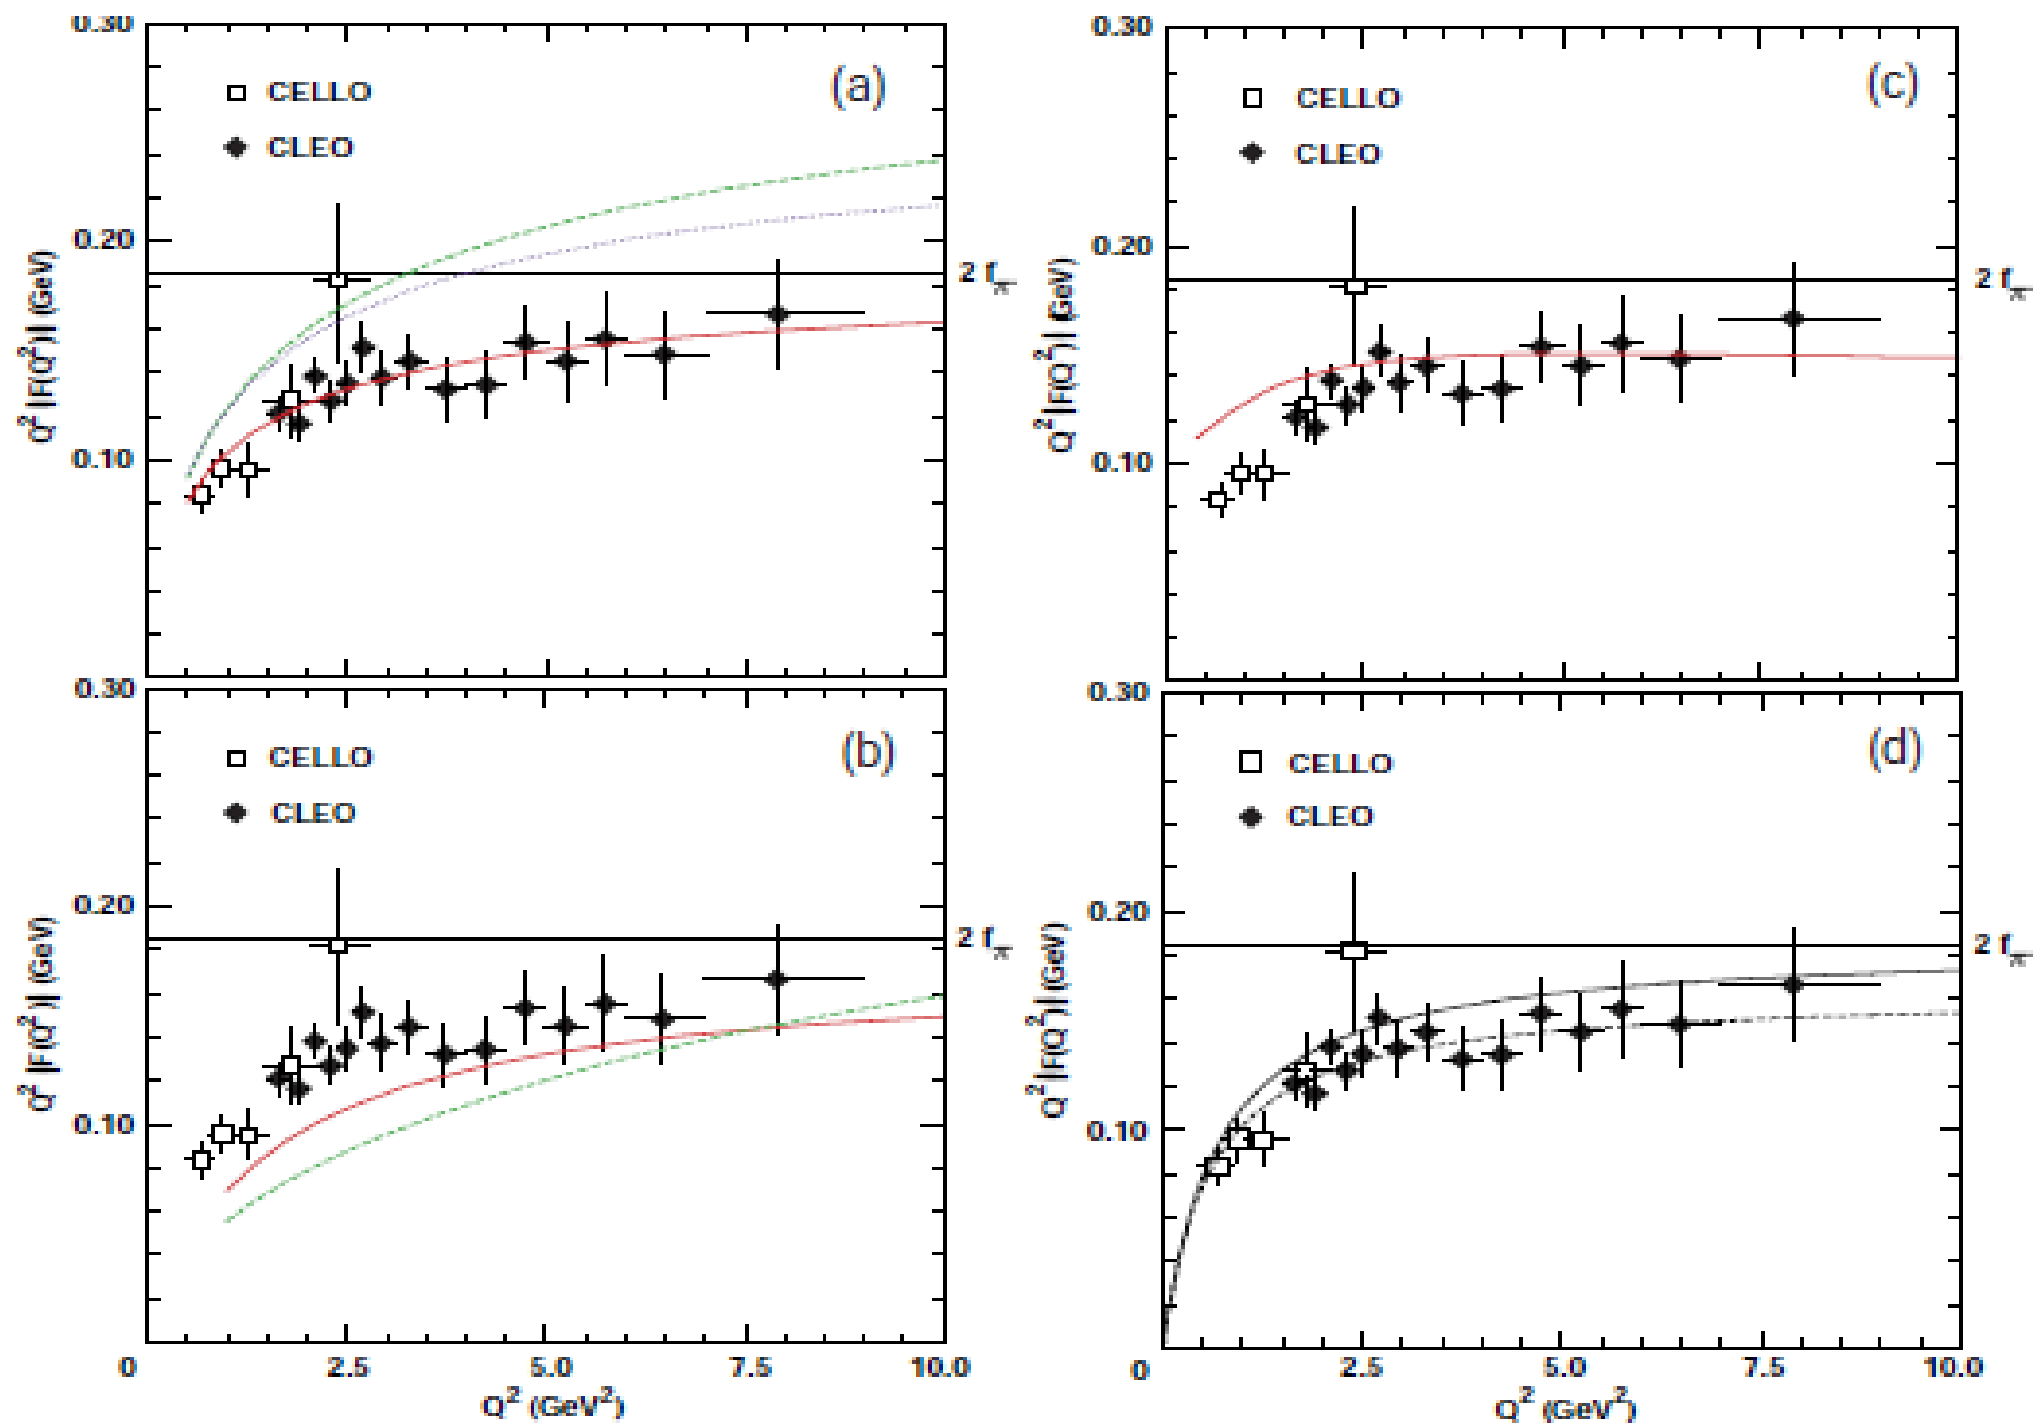 0.30
CELLO
CLEO
(a)
0.20
2 fπ
0.10
Q² |F(Q²)| (GeV)
0.30
CELLO
CLEO
(b)
0.20
2 fπ
0.10
Q² |F(Q²)| (GeV)
0 2.5 5.0 7.5 10.0
Q² (GeV²)
0.30
CELLO
CLEO
(c)
0.20
2 fπ
0.10
Q² |F(Q²)| (GeV)
0.30
CELLO
CLEO
(d)
0.20
2 fπ
0.10
Q² |F(Q²)| (GeV)
0 2.5 5.0 7.5 10.0
Q² (GeV²)